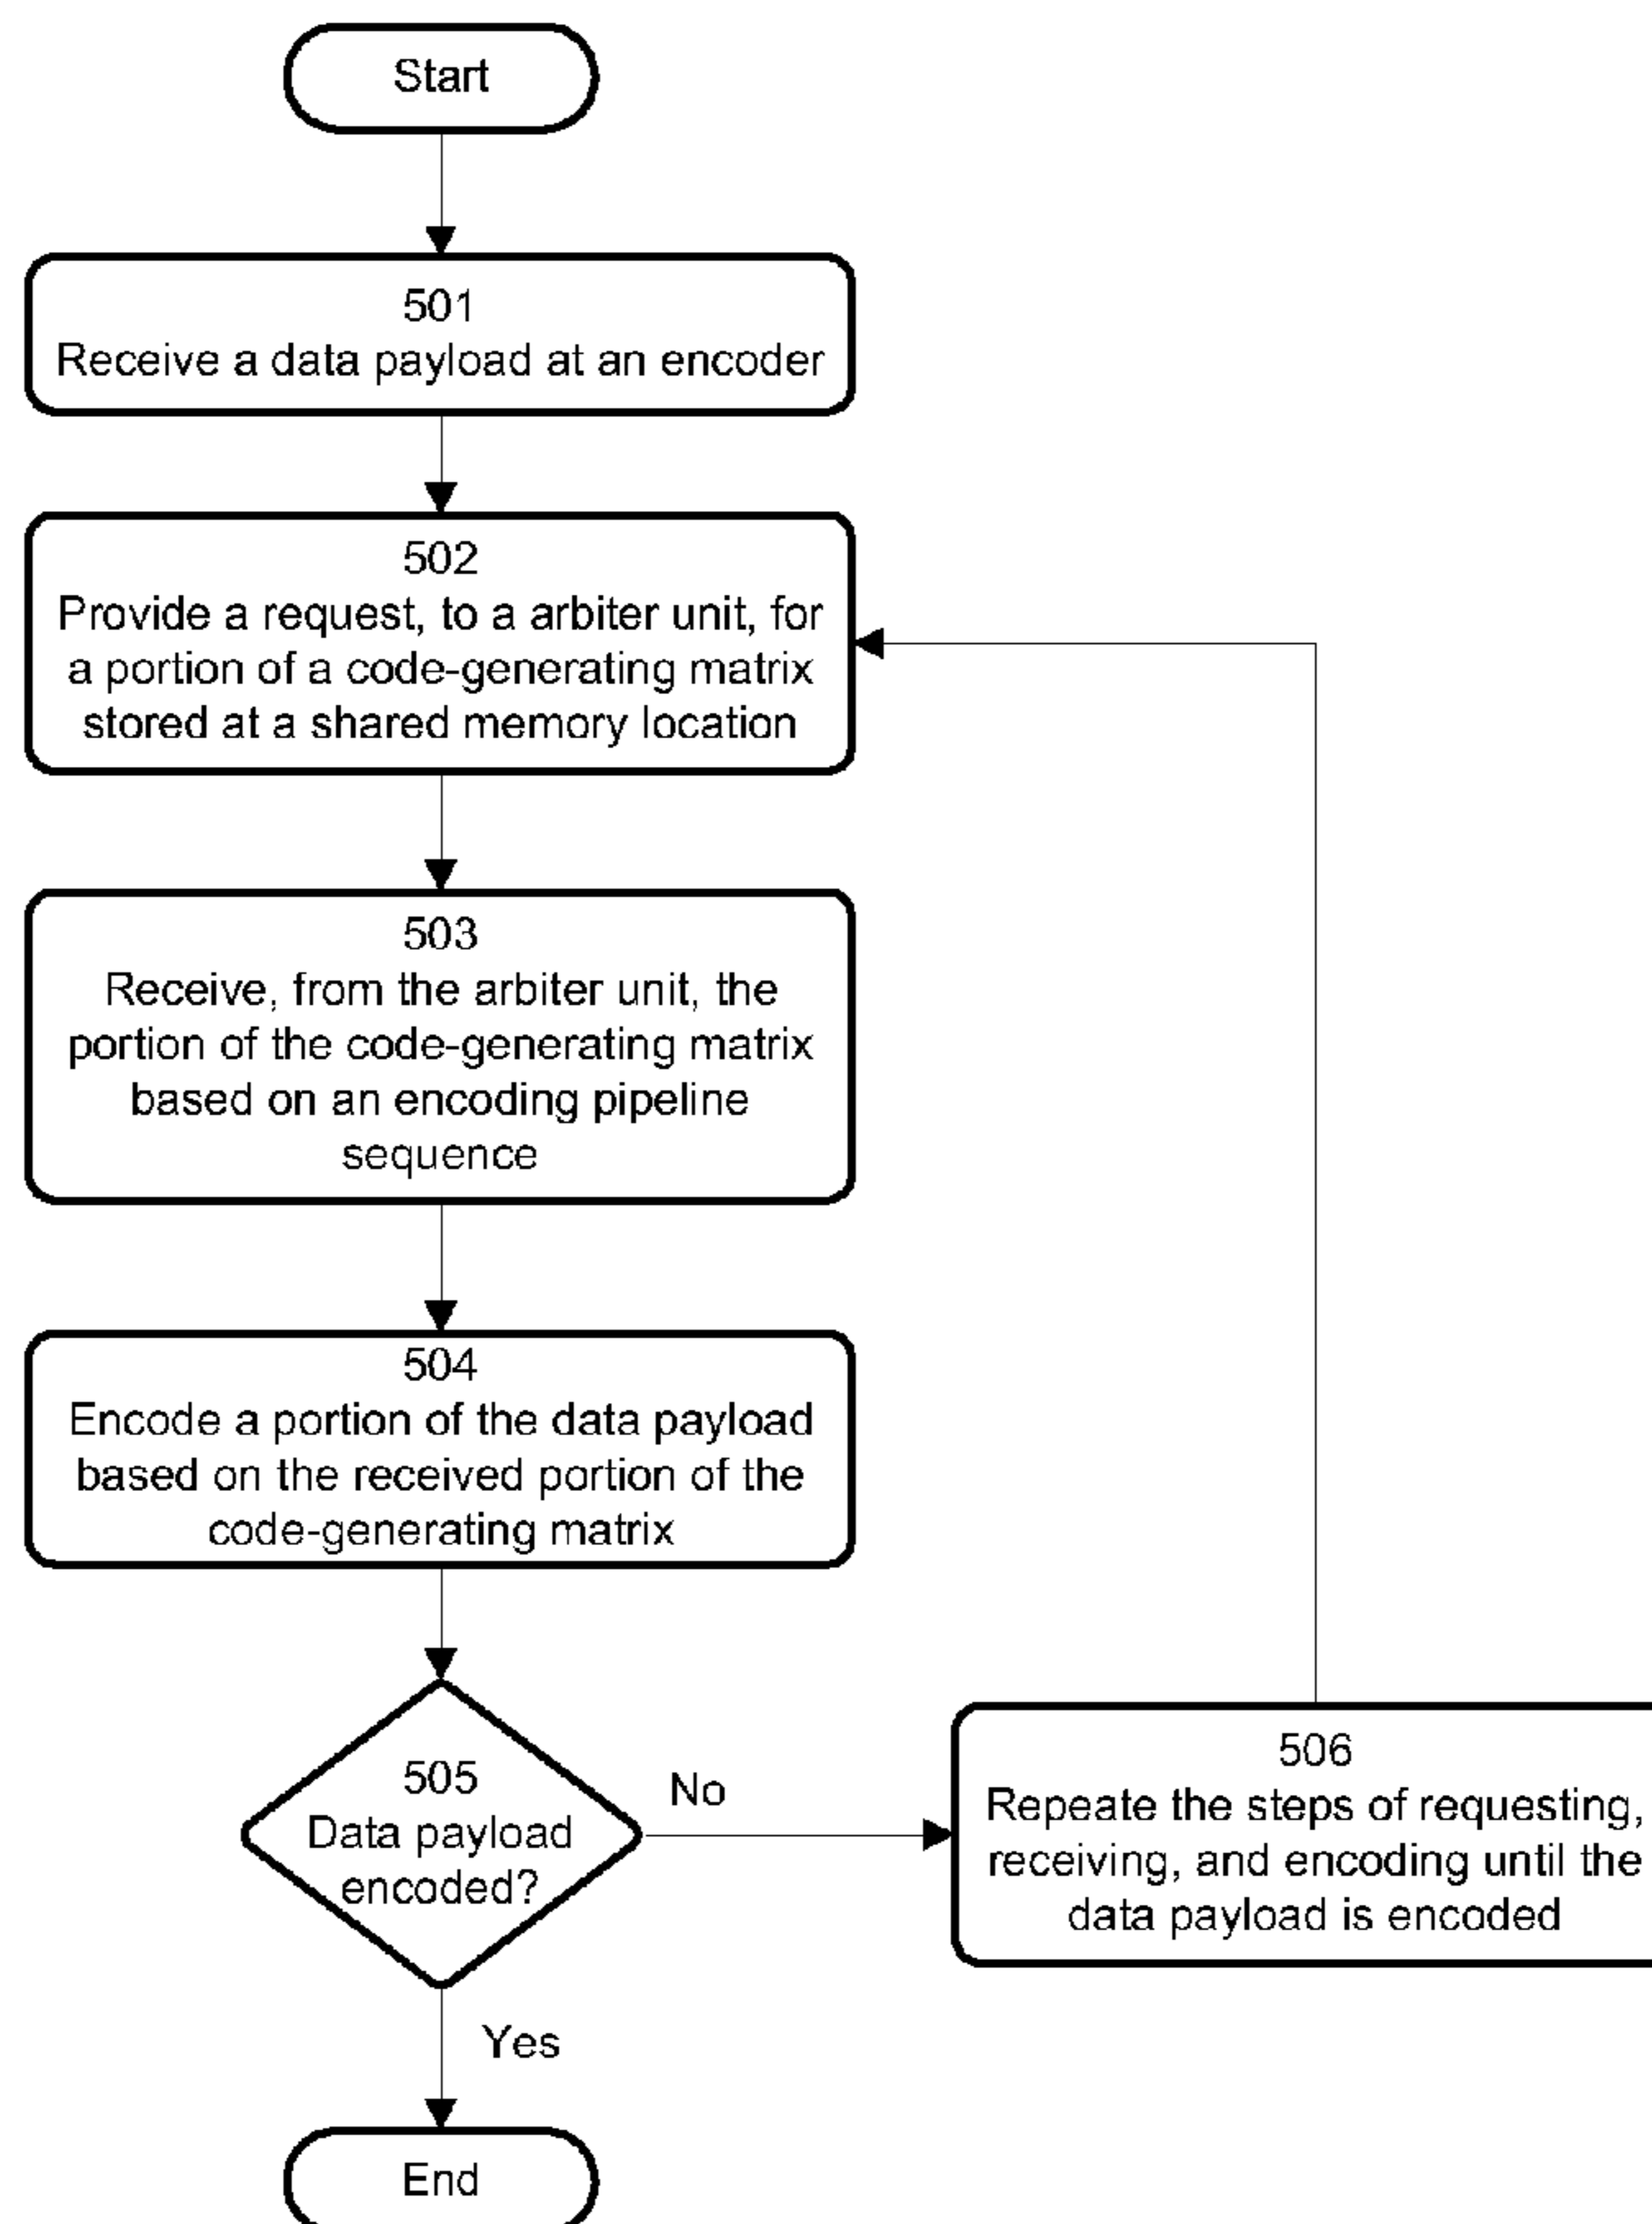 Start
501
Receive a data payload at an encoder
502
Provide a request, to a arbiter unit, for
a portion of a code-generating matrix
stored at a shared memory location
503
Receive, from the arbiter unit, the
portion of the code-generating matrix
based on an encoding pipeline
sequence
504
Encode a portion of the data payload
based on the received portion of the
code-generating matrix
505
Data payload
encoded?
No
506
Repeate the steps of requesting,
receiving, and encoding until the
data payload is encoded
Yes
End